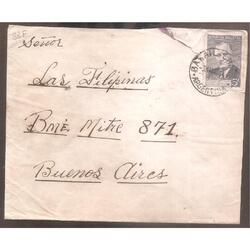 Señor
Las Filipinas
Bmé. Mitre 871.
Buenos Aires